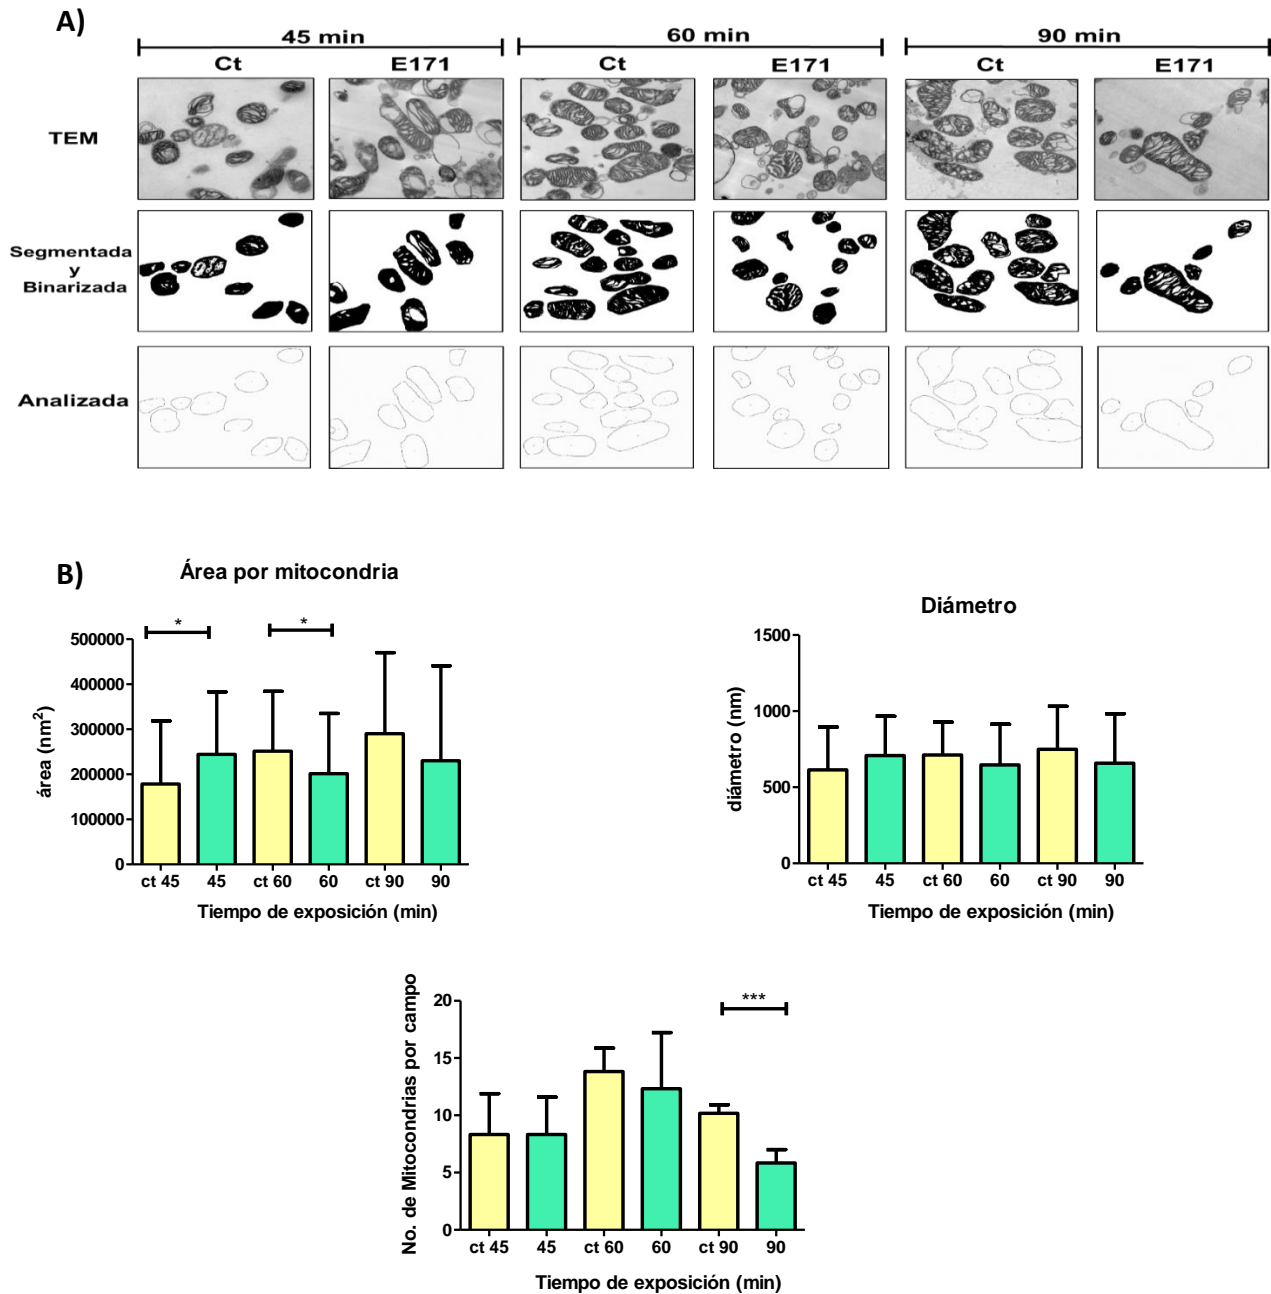 A)
45 min
60 min
90 min
Ct
E171
Ct
E171
Ct
E171
TEM
Segmentada
y
Binarizada
Analizada
B)
Área por mitocondria
*
*
500000
400000
300000
200000
100000
0
área (nm²)
ct 45
45
ct 60
60
ct 90
90
Tiempo de exposición (min)
Diámetro
1500
1000
500
0
diámetro (nm)
ct 45
45
ct 60
60
ct 90
90
Tiempo de exposición (min)
***
20
15
10
5
0
No. de Mitocondrias por campo
ct 45
45
ct 60
60
ct 90
90
Tiempo de exposición (min)